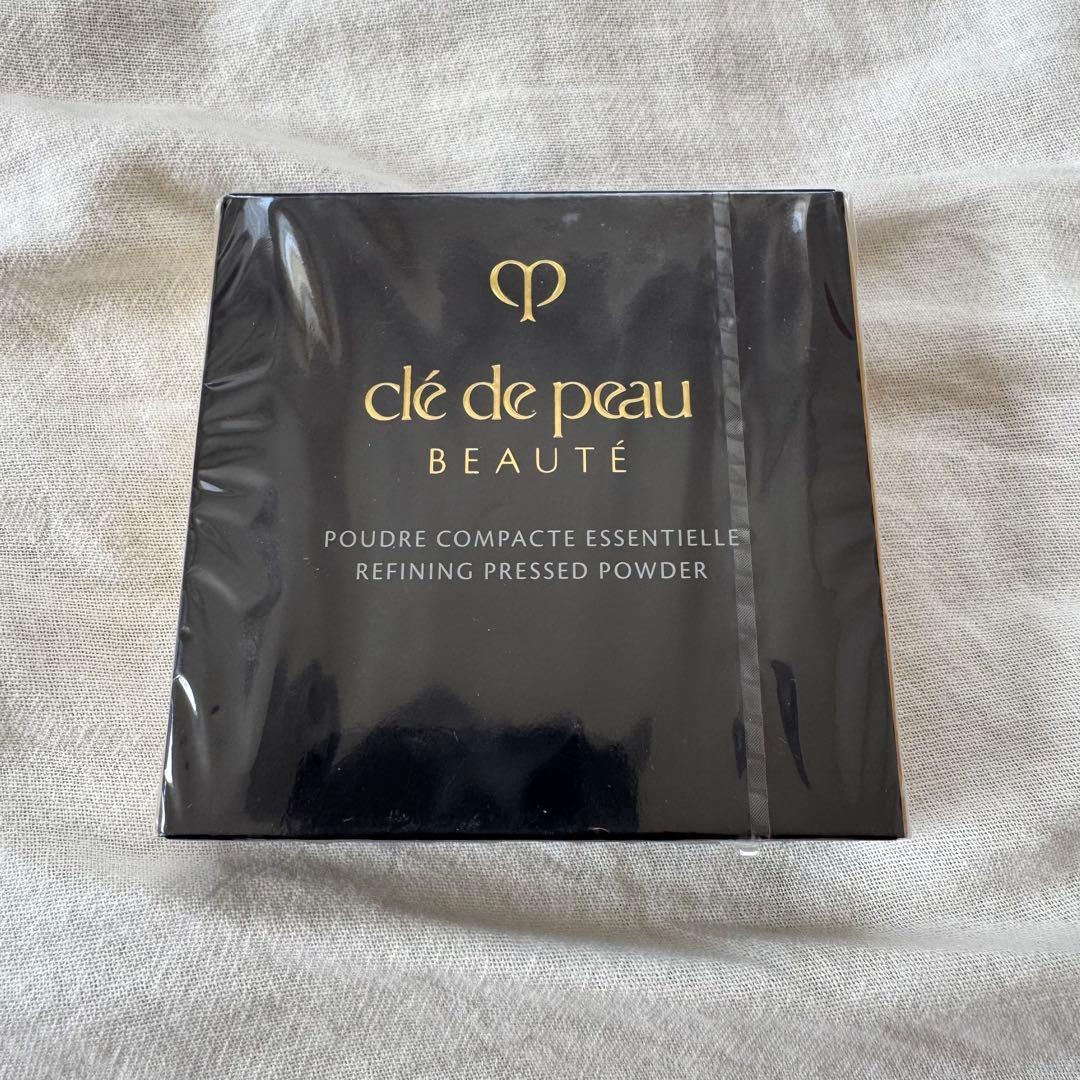 clé de peau
BEAUTÉ
POUDRE COMPACTE ESSENTIELLE
REFINING PRESSED POWDER